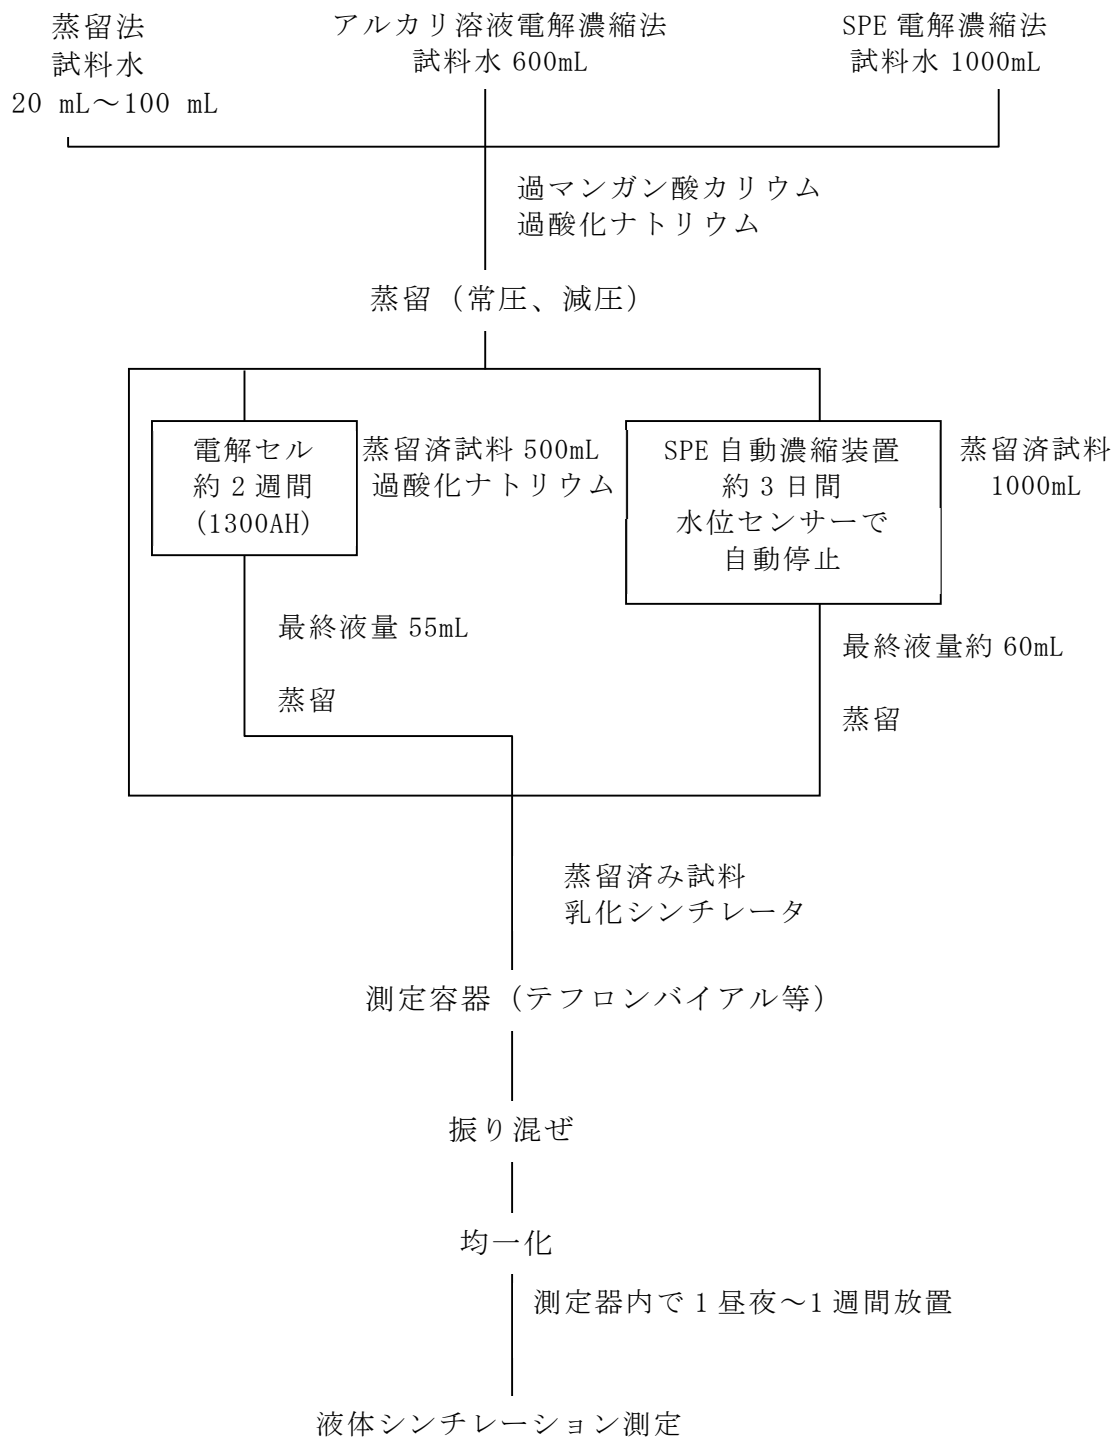 蒸留法
試料水
20 mL～100 mL
アルカリ溶液電解濃縮法
試料水 600mL
SPE 電解濃縮法
試料水 1000mL
過マンガン酸カリウム
過酸化ナトリウム
蒸留（常圧、減圧）
電解セル
約 2 週間
(1300AH)
蒸留済試料 500mL
過酸化ナトリウム
SPE 自動濃縮装置
約 3 日間
水位センサーで
自動停止
蒸留済試料
1000mL
最終液量 55mL
蒸留
最終液量約 60mL
蒸留
蒸留済み試料
乳化シンチレータ
測定容器（テフロンバイアル等）
振り混ぜ
均一化
測定器内で 1 昼夜～1 週間放置
液体シンチレーション測定